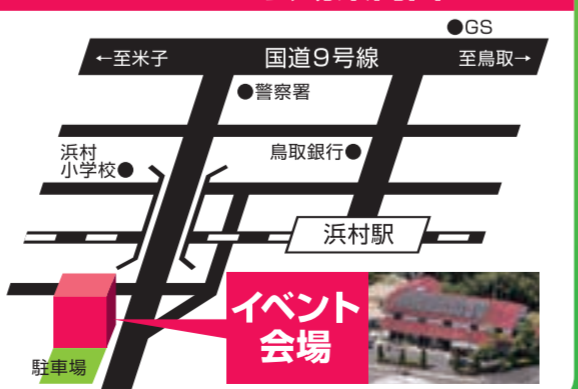 ●GS
←至米子 国道9号線 至鳥取→
●警察署
浜村
小学校●
鳥取銀行●
浜村駅
イベント
会場
駐車場